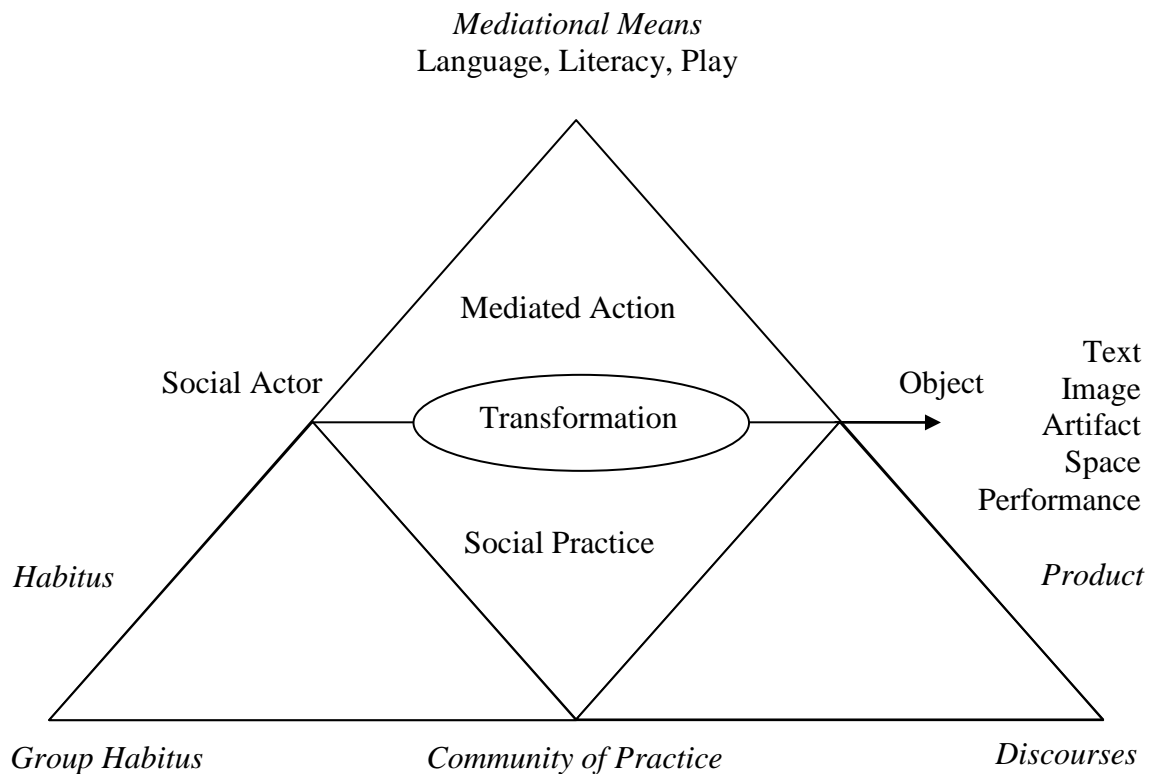 Mediational Means
Language, Literacy, Play
Mediated Action
Social Actor
Transformation
Object
Text
Image
Artifact
Space
Performance
Social Practice
Habitus
Product
Group Habitus
Community of Practice
Discourses